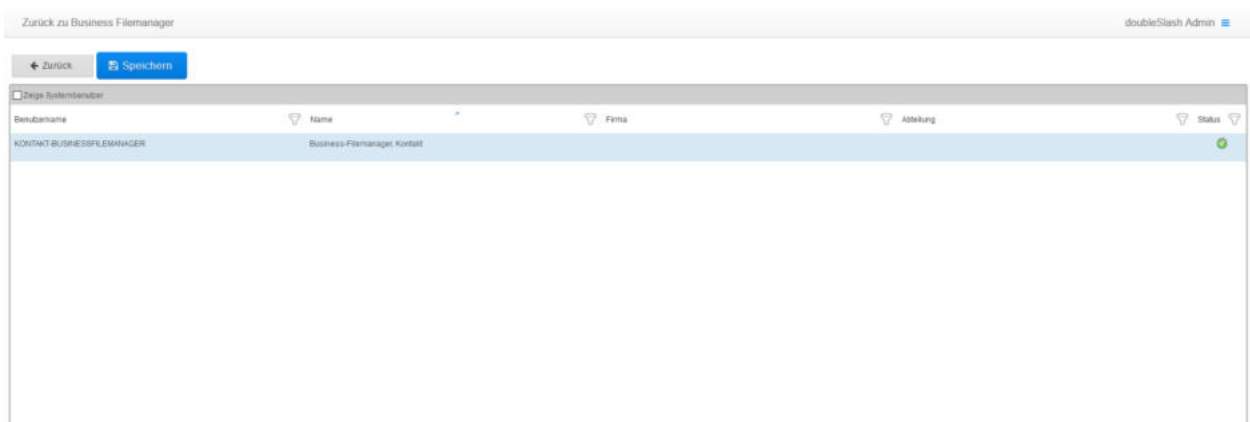 Zurück zu Business Filemanager doubleSlash Admin
Zurück Speichern
Zeige Systembenutzer
Benutzername Name Firma Abteilung Status
KONTAKT-BUSINESSFILEMANAGER Business-Filemanager, Kontakt